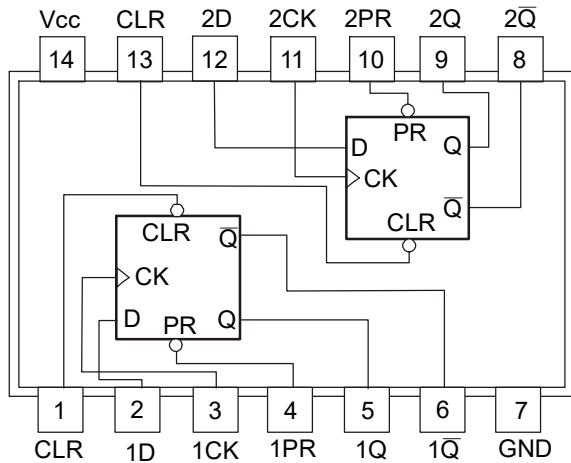 Vcc CLR 2D 2CK 2PR 2Q 2Q̅
14 13 12 11 10 9 8
PR
D Q
CK
Q̅
CLR
CLR Q̅
CK
D PR Q
1 2 3 4 5 6 7
CLR 1D 1CK 1PR 1Q 1Q̅ GND